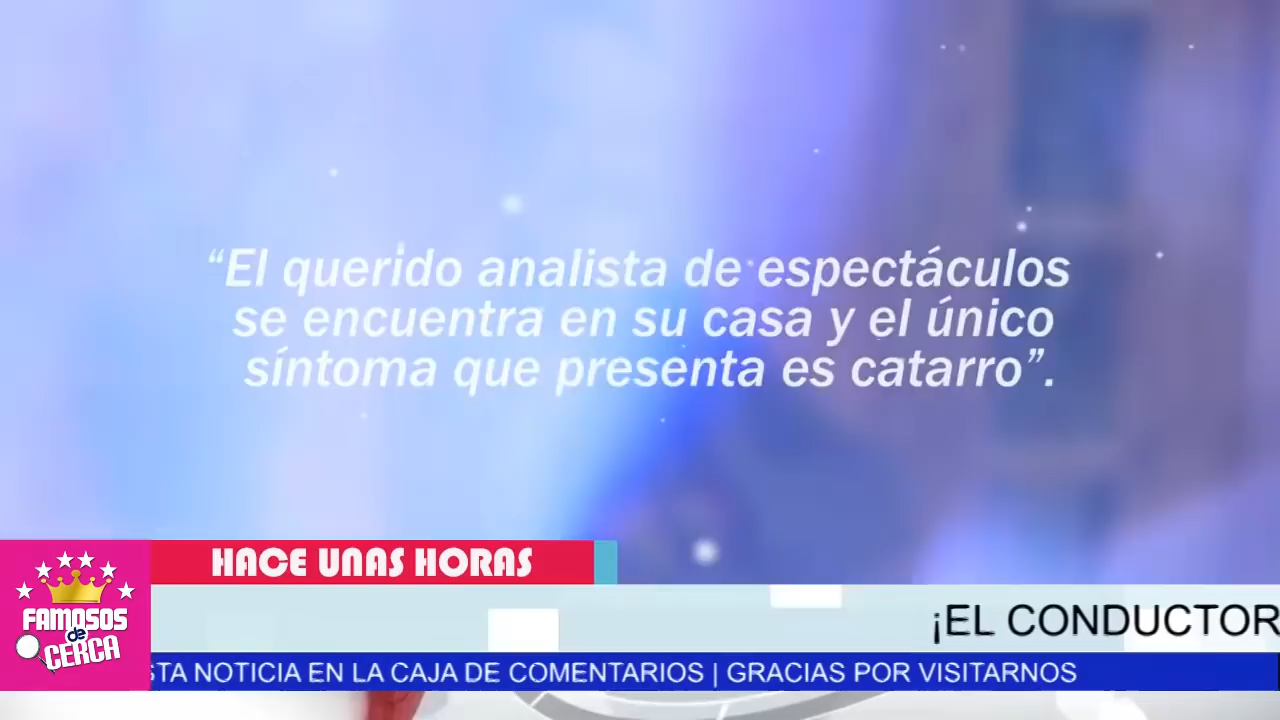 “El querido analista de espectáculos
se encuentra en su casa y el único
síntoma que presenta es catarro”.
HACE UNAS HORAS
FAMOSOS
de
CERCA
¡EL CONDUCTOR
STA NOTICIA EN LA CAJA DE COMENTARIOS | GRACIAS POR VISITARNOS